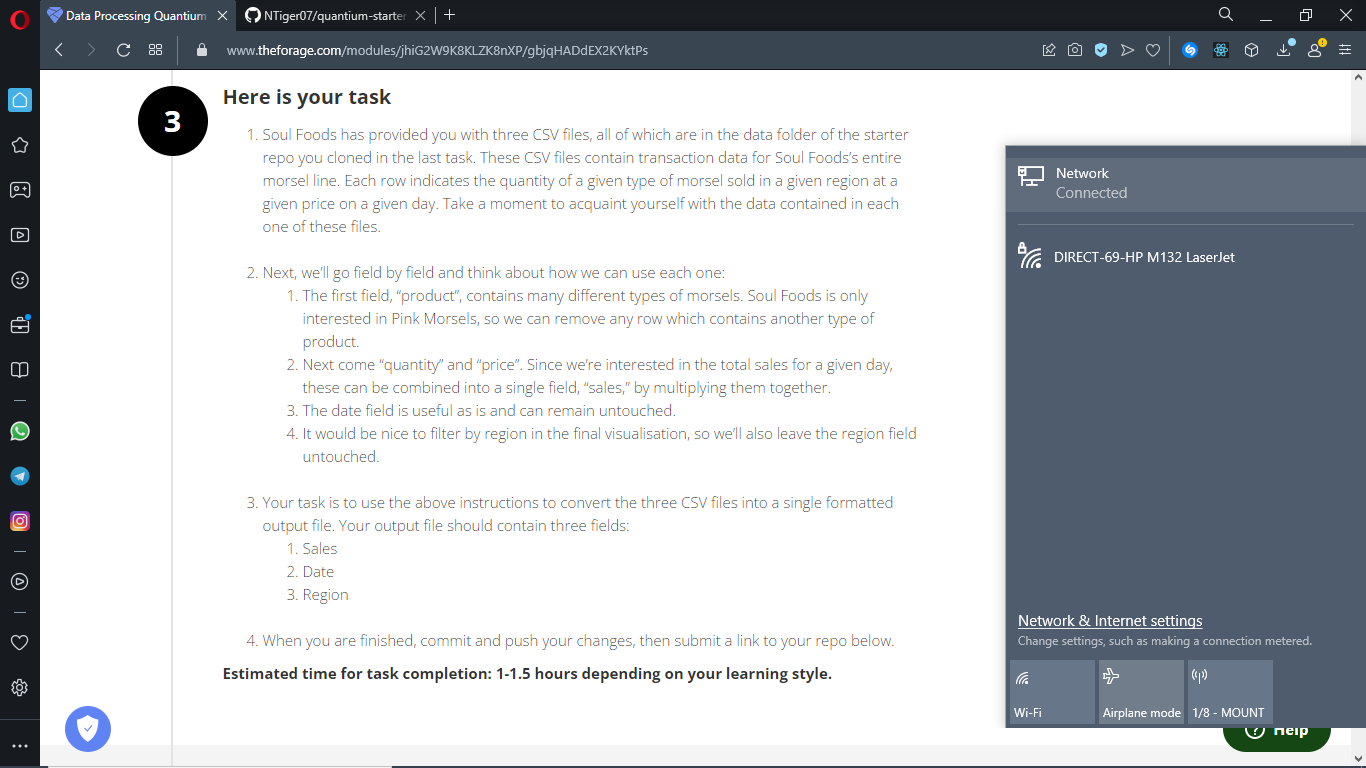 Data Processing Quantium
NTiger07/quantium-starter
www.theforage.com/modules/jhiG2W9K8KLZK8nXP/gbjqHADdEX2KYktPs
3
Here is your task
1. Soul Foods has provided you with three CSV files, all of which are in the data folder of the starter
repo you cloned in the last task. These CSV files contain transaction data for Soul Foods's entire
morsel line. Each row indicates the quantity of a given type of morsel sold in a given region at a
given price on a given day. Take a moment to acquaint yourself with the data contained in each
one of these files.
2. Next, we'll go field by field and think about how we can use each one:
1. The first field, “product”, contains many different types of morsels. Soul Foods is only
interested in Pink Morsels, so we can remove any row which contains another type of
product.
2. Next come “quantity” and “price”. Since we're interested in the total sales for a given day,
these can be combined into a single field, “sales,” by multiplying them together.
3. The date field is useful as is and can remain untouched.
4. It would be nice to filter by region in the final visualisation, so we'll also leave the region field
untouched.
3. Your task is to use the above instructions to convert the three CSV files into a single formatted
output file. Your output file should contain three fields:
1. Sales
2. Date
3. Region
4. When you are finished, commit and push your changes, then submit a link to your repo below.
Estimated time for task completion: 1-1.5 hours depending on your learning style.
Network
Connected
DIRECT-69-HP M132 LaserJet
Network & Internet settings
Change settings, such as making a connection metered.
Wi-Fi
Airplane mode
1/8 - MOUNT
Help